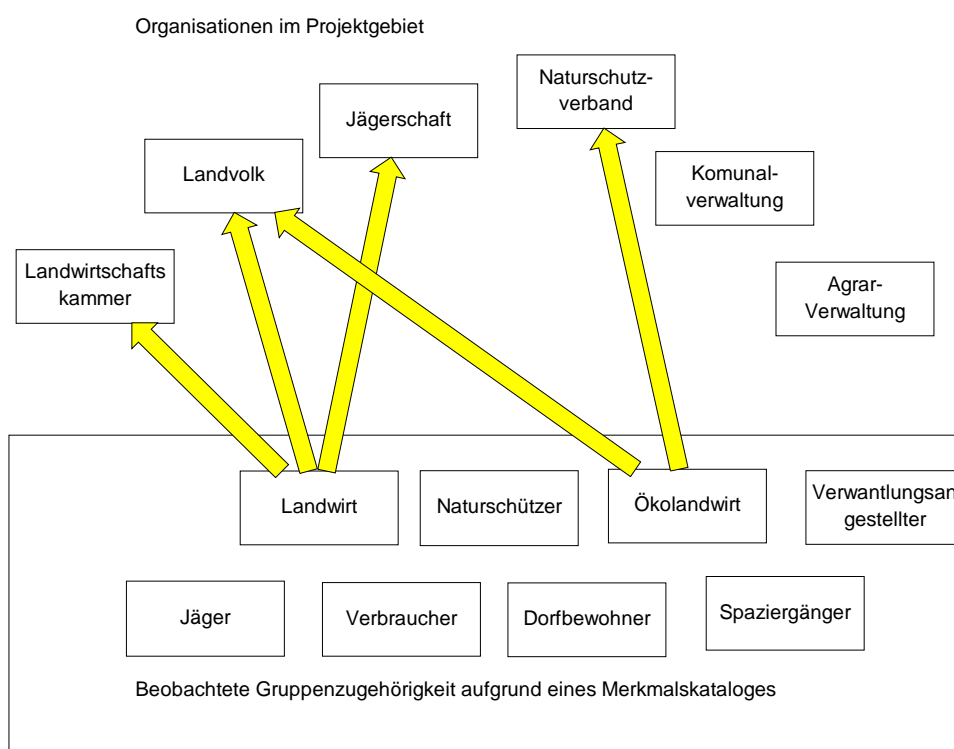 Organisationen im Projektgebiet
Naturschutz-
verband
Jägerschaft
Landvolk
Komunal-
verwaltung
Landwirtschafts
kammer
Agrar-
Verwaltung
Landwirt
Naturschützer
Ökolandwirt
Verwantlungsan
gestellter
Jäger
Verbraucher
Dorfbewohner
Spaziergänger
Beobachtete Gruppenzugehörigkeit aufgrund eines Merkmalskataloges